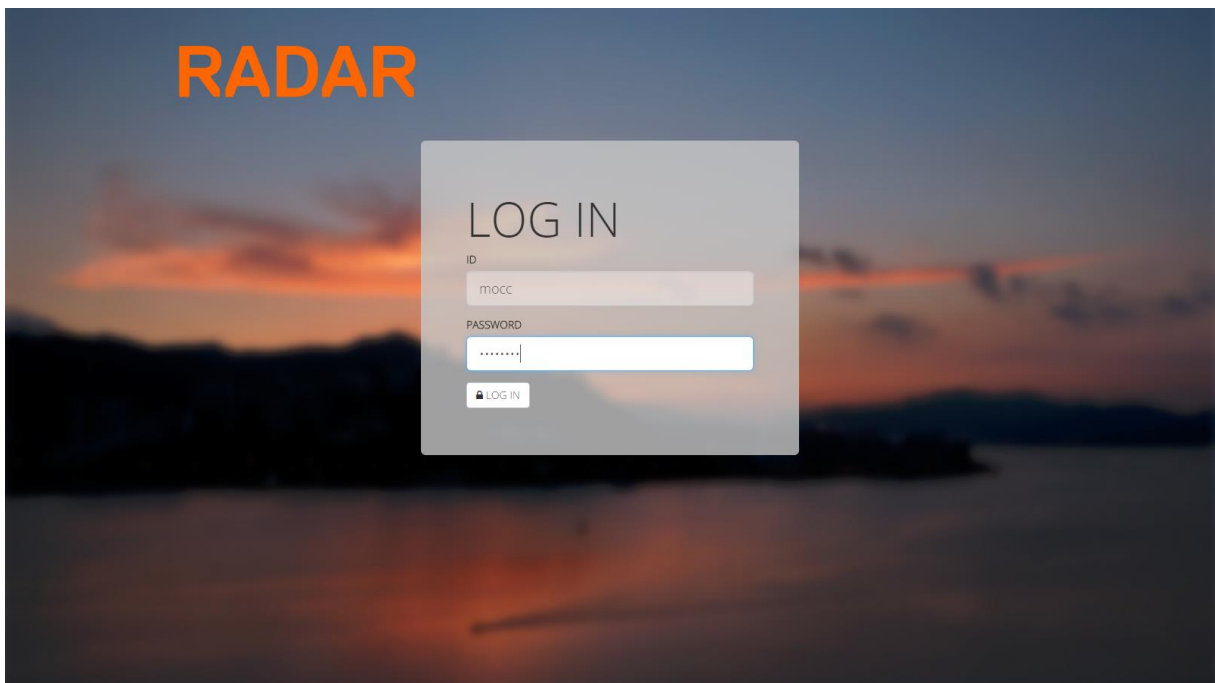 RADAR
LOG IN
ID
mocc
PASSWORD
........
LOG IN